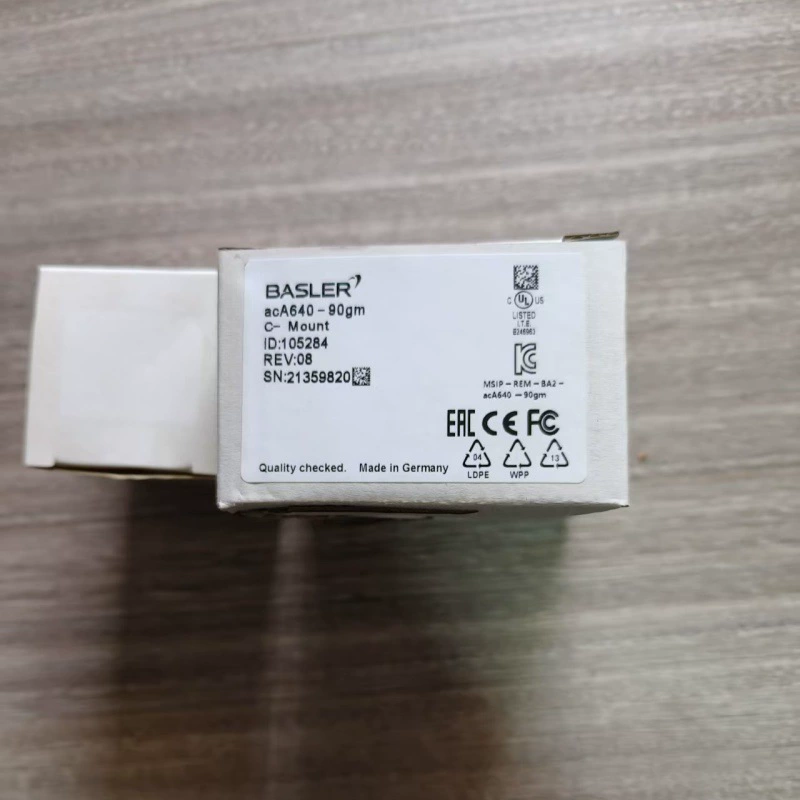 BASLER
acA640-90gm
C- Mount
ID:105284
REV:08
SN:21359820
Quality checked. Made in Germany
C UL US
LISTED
I.T.E.
E246983
MSIP-REM-BA2-
acA640-90gm
EAC CE FC
04 13
LDPE WPP